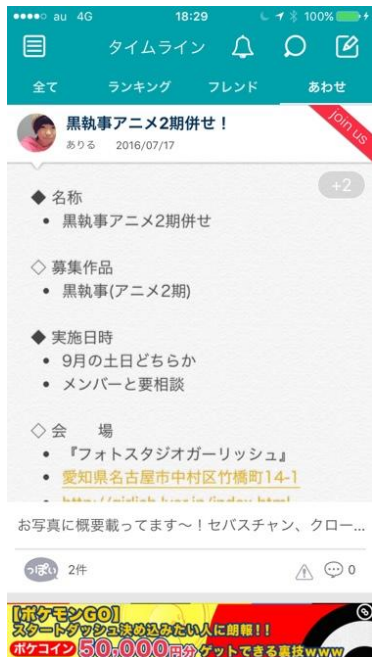 au 4G 18:29 100%
タイムライン
全て ランキング フレンド あわせ
黒執事アニメ2期併せ！
ありる 2016/07/17
join us
+2
◆ 名称
• 黒執事アニメ2期併せ
◇ 募集作品
• 黒執事(アニメ2期)
◆ 実施日時
• 9月の土日どちらか
• メンバーと要相談
◇ 会 場
• 『フォトスタジオガーリッシュ』
• 愛知県名古屋市中村区竹橋町14-1
お写真に概要載ってます〜！セバスチャン、クロー...
っぽい 2件 0
【ポケモンGO】
スタートダッシュ決め込みたい人に朗報！！
ポケコイン 50,000円分 ゲットできる裏技www